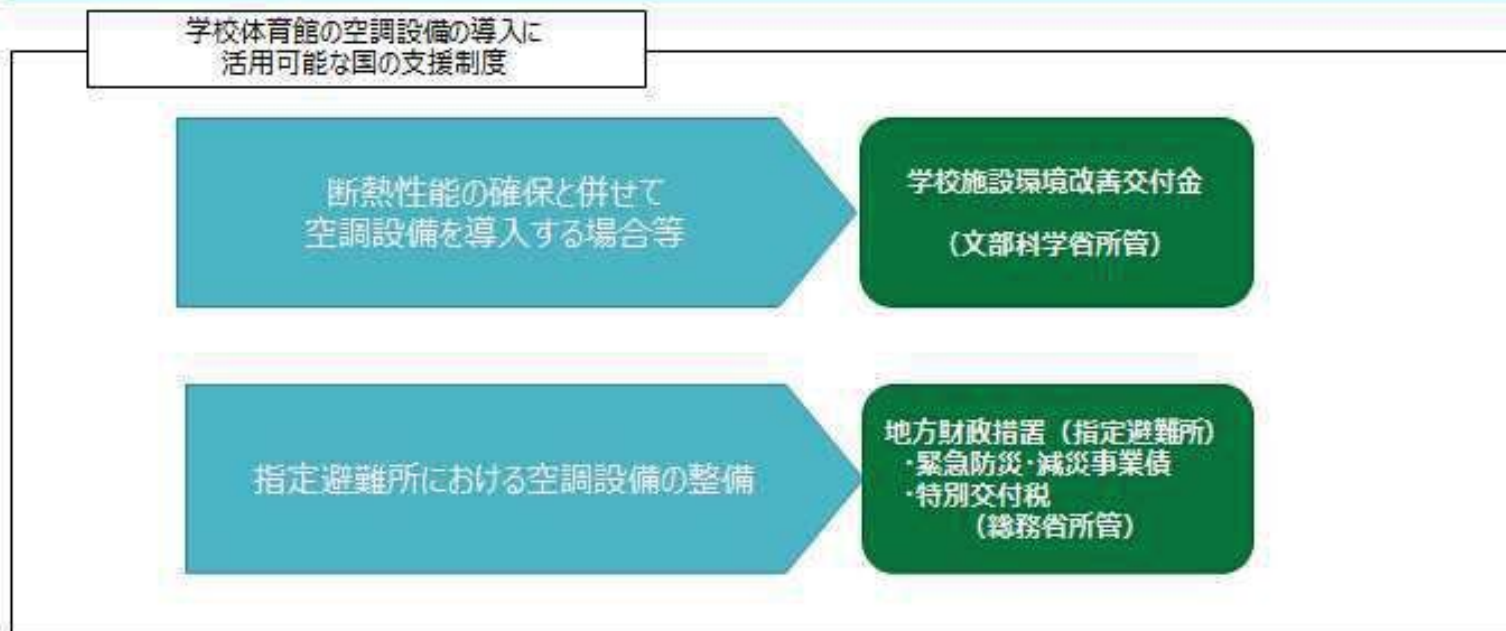 学校体育館の空調設備の導入に
活用可能な国の支援制度
断熱性能の確保と併せて
空調設備を導入する場合等
学校施設環境改善交付金
（文部科学省所管）
指定避難所における空調設備の整備
地方財政措置（指定避難所）
・緊急防災・減災事業債
・特別交付税
（総務省所管）